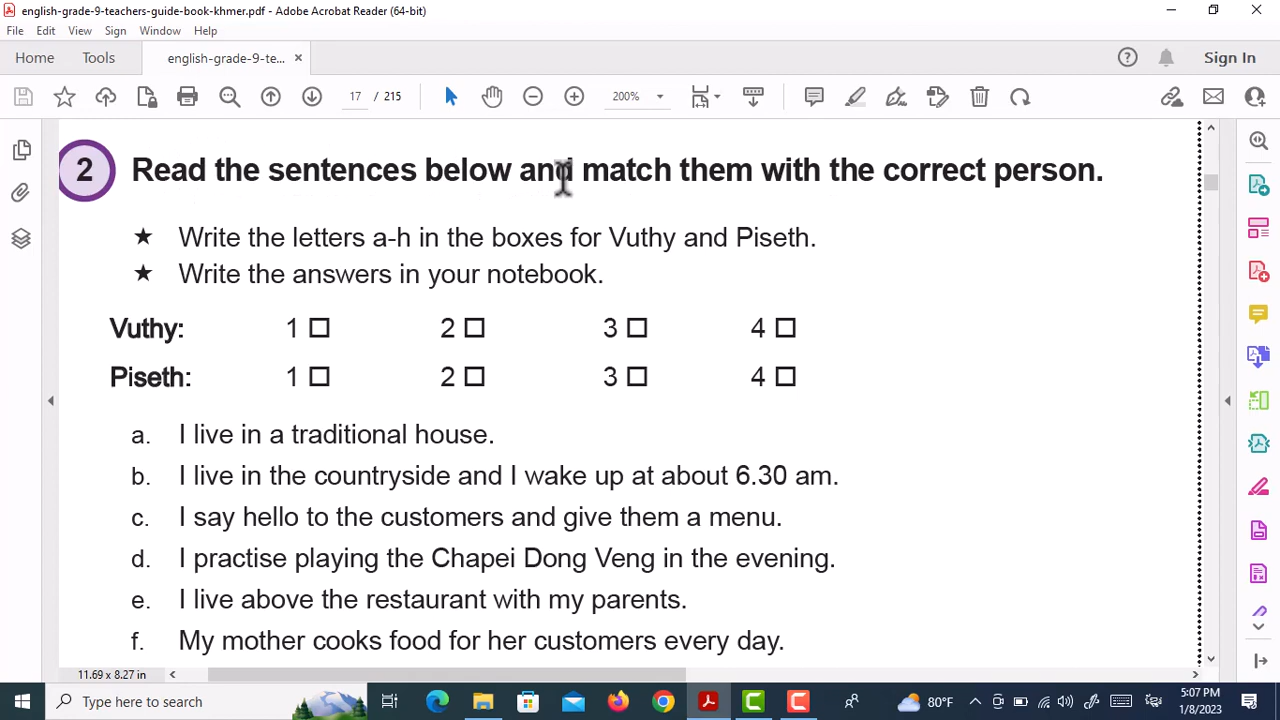 english-grade-9-teachers-guide-book-khmer.pdf - Adobe Acrobat Reader (64-bit)
File Edit View Sign Window Help
Home Tools english-grade-9-te... × Sign In
17 / 215 200%
2 Read the sentences below and match them with the correct person.
★ Write the letters a-h in the boxes for Vuthy and Piseth.
★ Write the answers in your notebook.
Vuthy: 1 ☐ 2 ☐ 3 ☐ 4 ☐
Piseth: 1 ☐ 2 ☐ 3 ☐ 4 ☐
a. I live in a traditional house.
b. I live in the countryside and I wake up at about 6.30 am.
c. I say hello to the customers and give them a menu.
d. I practise playing the Chapei Dong Veng in the evening.
e. I live above the restaurant with my parents.
f. My mother cooks food for her customers every day.
11.69 x 8.27 in
Type here to search 80°F 5:07 PM
1/8/2023